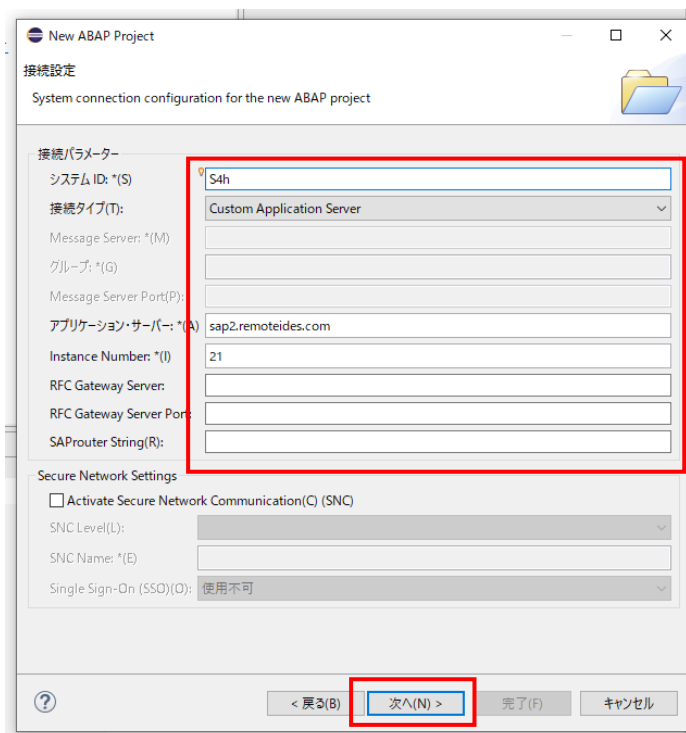 New ABAP Project
接続設定
System connection configuration for the new ABAP project
接続パラメーター
システム ID: *(S) S4h
接続タイプ(T): Custom Application Server
Message Server: *(M)
グループ: *(G)
Message Server Port(P):
アプリケーション・サーバー: *(A) sap2.remoteides.com
Instance Number: *(I) 21
RFC Gateway Server:
RFC Gateway Server Port:
SAProuter String(R):
Secure Network Settings
Activate Secure Network Communication(C) (SNC)
SNC Level(L):
SNC Name: *(E)
Single Sign-On (SSO)(O): 使用不可
< 戻る(B) 次へ(N) > 完了(F) キャンセル